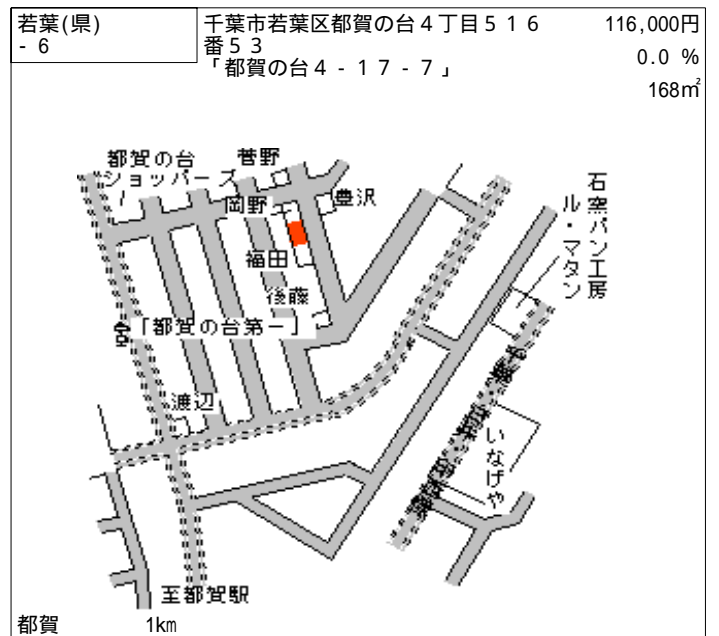 若葉(県)
- 6
千葉市若葉区都賀の台４丁目５１６
番５３
「都賀の台４-１７-７」
116,000円
0.0 %
168㎡
都賀の台
ショッパーズ
菅野
岡野
豊沢
福田
後藤
「都賀の台第一」
渡辺
石窯パン工房
ル・マタン
いなげや
至都賀駅
都賀 1km